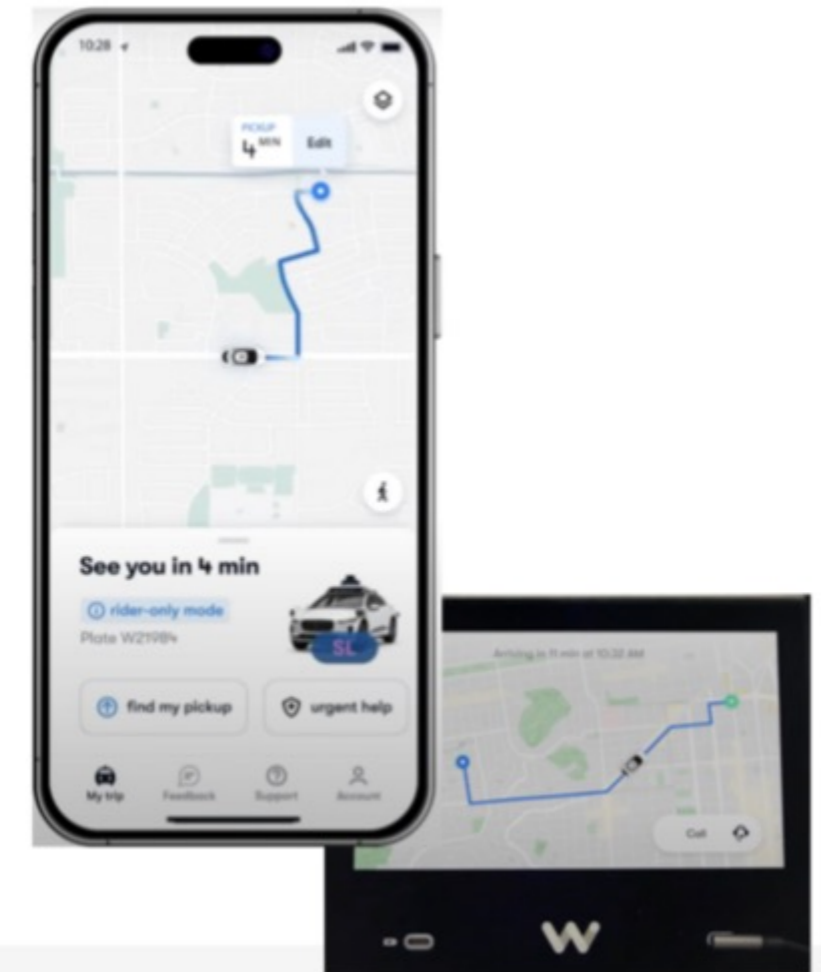 10:28
PICKUP
4 MIN
Edit
See you in 4 min
rider-only mode
Plate W21984
SL
find my pickup
urgent help
My trip
Feedback
Support
Account
Arriving in 11 min at 10:32 AM
Call
W